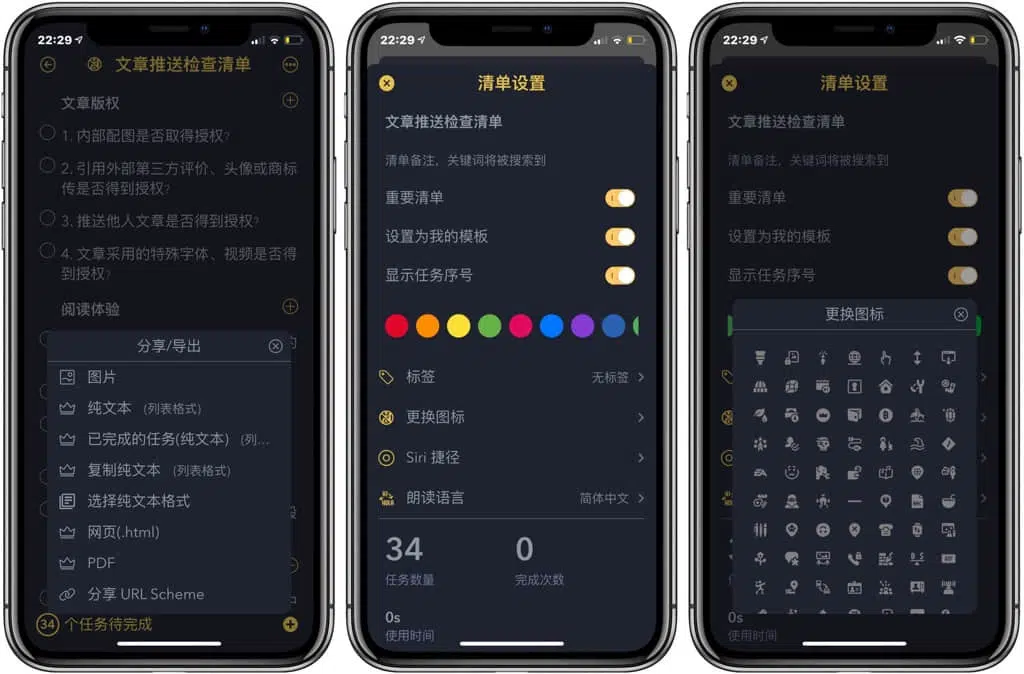 22:29
文章推送检查清单
文章版权
1. 内部配图是否取得授权?
2. 引用外部第三方评价、头像或商标
传是否得到授权?
3. 推送他人文章是否得到授权?
4. 文章采用的特殊字体、视频是否得
到授权?
阅读体验
分享/导出
图片
纯文本 (列表格式)
已完成的任务(纯文本) (列...
复制纯文本 (列表格式)
选择纯文本格式
网页(.html)
PDF
分享 URL Scheme
34 个任务待完成
22:29
清单设置
文章推送检查清单
清单备注,关键词将被搜索到
重要清单
设置为我的模板
显示任务序号
标签 无标签
更换图标
Siri 捷径
朗读语言 简体中文
34 0
任务数量 完成次数
0s
使用时间
22:29
清单设置
文章推送检查清单
清单备注,关键词将被搜索到
重要清单
设置为我的模板
显示任务序号
更换图标
0s
使用时间